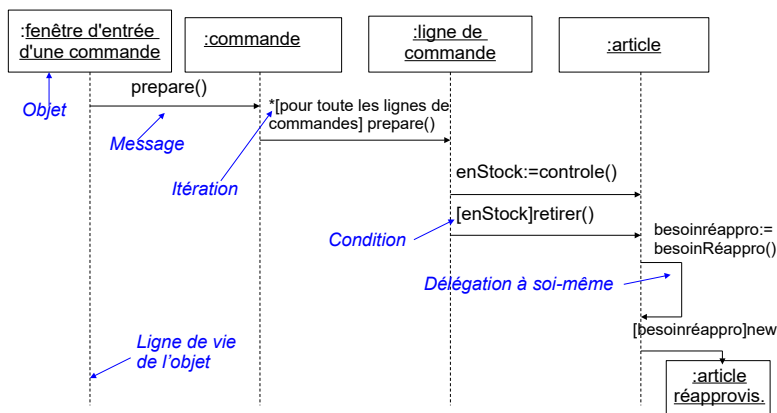 :fenêtre d'entrée
d'une commande
:commande
:ligne de
commande
:article
prepare()
Objet
*[pour toute les lignes de
commandes] prepare()
Message
Itération
enStock:=controle()
[enStock]retirer()
Condition
besoinréappro:=
besoinRéappro()
Délégation à soi-même
[besoinréappro]new
Ligne de vie
de l'objet
:article
réapprovis.